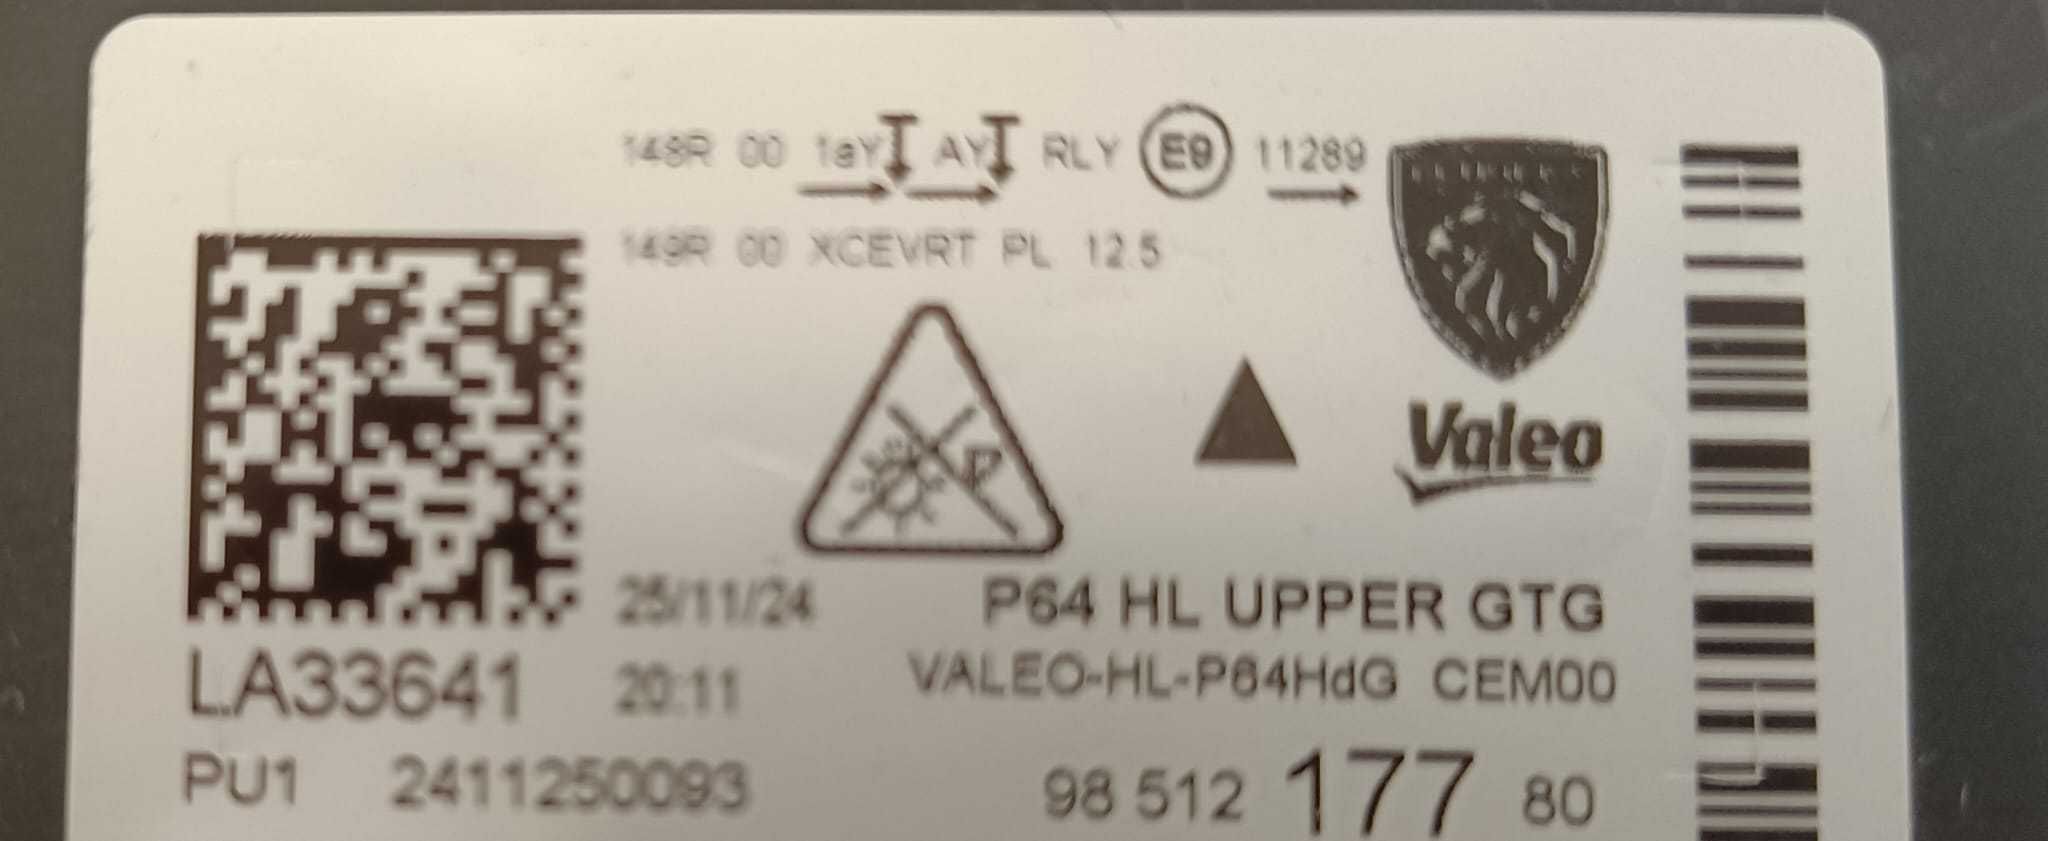 148R 00 1aY AY RLY E9 11289
149R 00 XCEVRT PL 12.5
Valeo
25/11/24 P64 HL UPPER GTG
LA33641 20:11 VALEO-HL-P64HdG CEM00
PU1 2411250093 98 512 177 80